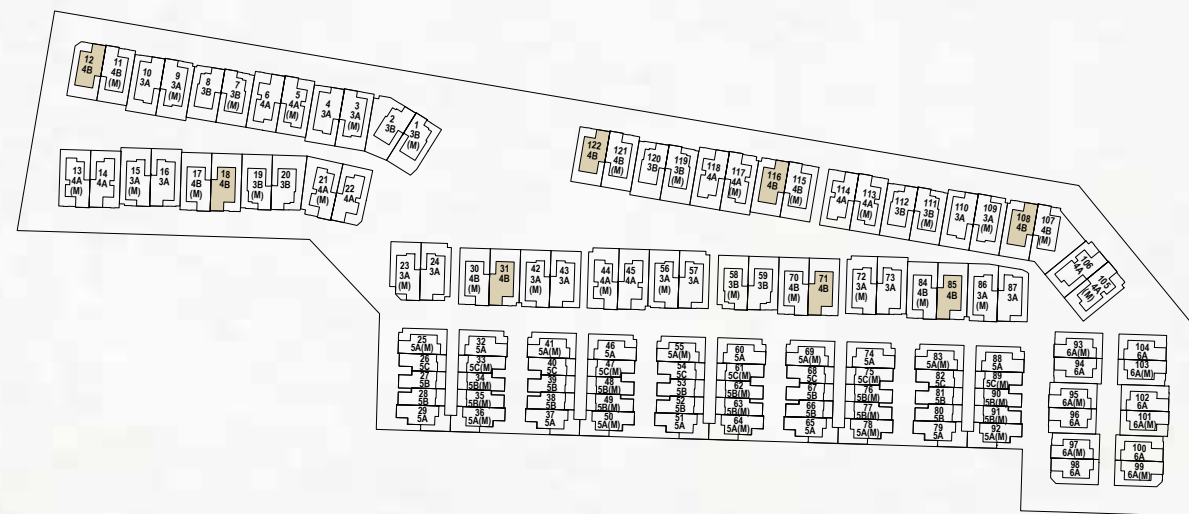 12
4B
11
4B
(M)
10
3A
9
3A
(M)
8
3B
7
3B
(M)
6
4A
5
4A
(M)
4
3A
3
3A
(M)
2
3B
1
3B
(M)
13
4A
(M)
14
4A
15
3A
(M)
16
3A
17
4B
(M)
18
4B
19
3B
(M)
20
3B
21
4A
(M)
22
4A
122
4B
121
4B
(M)
120
3B
119
3B
(M)
118
4A
117
4A
(M)
116
4B
115
4B
(M)
114
4A
113
4A
(M)
112
3B
111
3B
(M)
110
3A
109
3A
(M)
108
4B
107
4B
(M)
106
4A
105
4A
(M)
23
3A
(M)
24
3A
30
4B
(M)
31
4B
42
3A
(M)
43
3A
44
4A
(M)
45
4A
56
3A
(M)
57
3A
58
3B
(M)
59
3B
70
4B
(M)
71
4B
72
3A
(M)
73
3A
84
4B
(M)
85
4B
86
3A
(M)
87
3A
25
5A(M)
26
5C
27
5B
28
5B
29
5A
32
5A
33
5C(M)
34
5B(M)
35
5B(M)
36
5A(M)
41
5A(M)
40
5C
39
5B
38
5B
37
5A
46
5A
47
5C(M)
48
5B(M)
49
5B(M)
50
5A(M)
55
5A(M)
54
5C
53
5B
52
5B
51
5A
60
5A
61
5C(M)
62
5B(M)
63
5B(M)
64
5A(M)
69
5A(M)
68
5C
67
5B
66
5B
65
5A
74
5A
75
5C(M)
76
5B(M)
77
5B(M)
78
5A(M)
83
5A(M)
82
5C
81
5B
80
5B
79
5A
88
5A
89
5C(M)
90
5B(M)
91
5B(M)
92
5A(M)
93
6A(M)
94
6A
95
6A(M)
96
6A
97
6A(M)
98
6A
104
6A
103
6A(M)
102
6A
101
6A(M)
100
6A
99
6A(M)